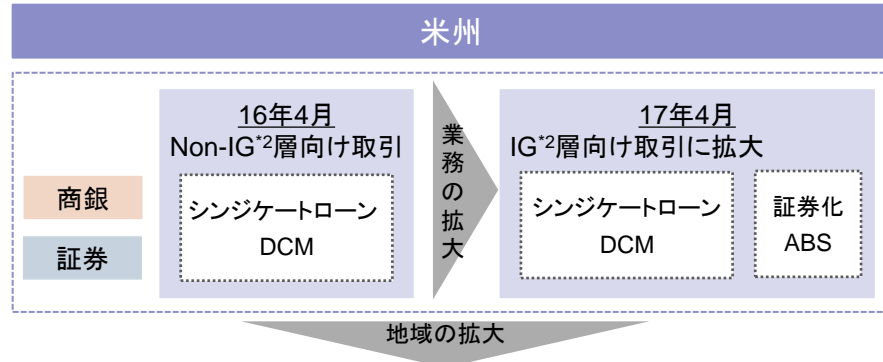 米州
16年4月
Non-IG*2層向け取引
シンジケートローン
DCM
業務の拡大
17年4月
IG*2層向け取引に拡大
シンジケートローン
DCM
証券化
ABS
商銀
証券
地域の拡大